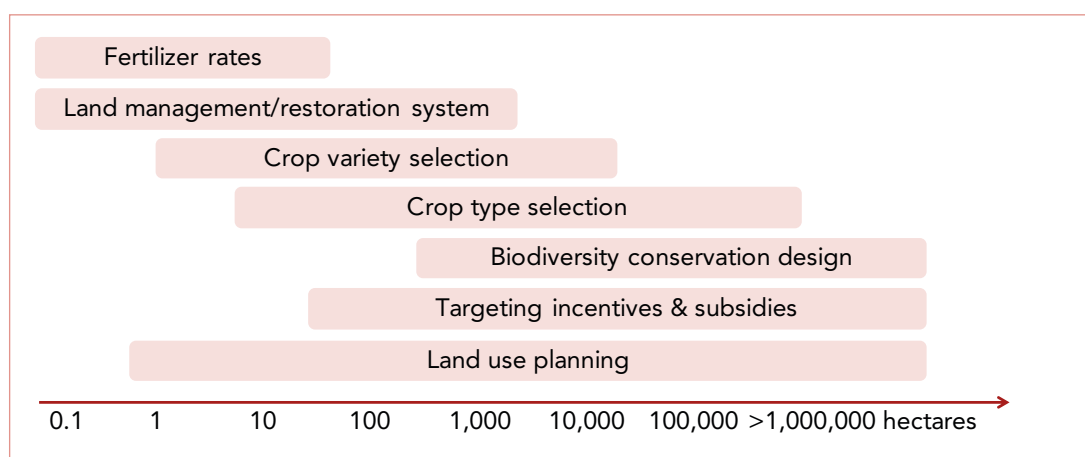 Fertilizer rates
Land management/restoration system
Crop variety selection
Crop type selection
Biodiversity conservation design
Targeting incentives & subsidies
Land use planning
0.1 1 10 100 1,000 10,000 100,000 >1,000,000 hectares